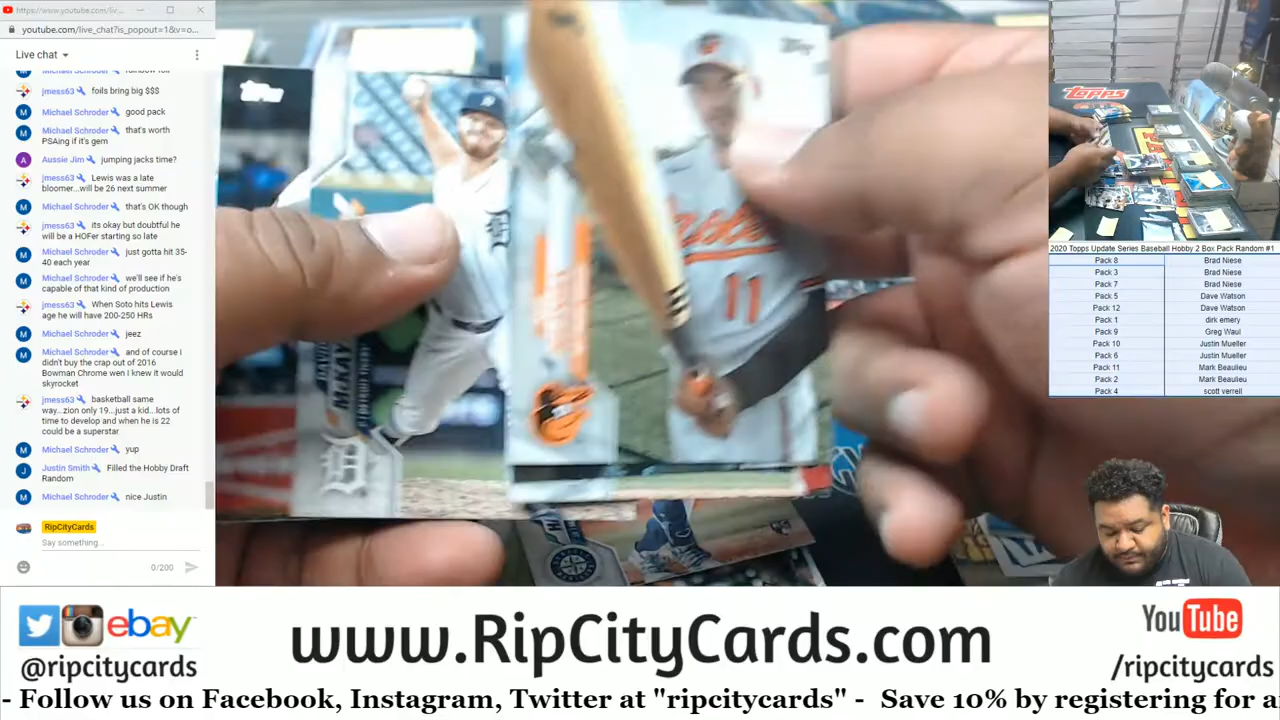 https://www.youtube.com/liv...
youtube.com/live_chat?is_popout=1&v=o...
Live chat
jmess63 foils bring big $$$
Michael Schroder good pack
Michael Schroder that's worth
PSAing if it's gem
Aussie Jim jumping jacks time?
jmess63 Lewis was a late
bloomer...will be 26 next summer
Michael Schroder that's OK though
jmess63 its okay but doubtful he
will be a HOFer starting so late
Michael Schroder just gotta hit 35-
40 each year
Michael Schroder we'll see if he's
capable of that kind of production
jmess63 When Soto hits Lewis
age he will have 200-250 HRs
Michael Schroder jeez
Michael Schroder and of course I
didn't buy the crap out of 2016
Bowman Chrome wen I knew it would
skyrocket
jmess63 basketball same
way...zion only 19...just a kid...lots of
time to develop and when he is 22
could be a superstar
Michael Schroder yup
Justin Smith Filled the Hobby Draft
Random
Michael Schroder nice Justin
RipCityCards
Say something...
0/200
topps
D
11
Topps
2020 Topps Update Series Baseball Hobby 2 Box Pack Random #1
Pack 8 Brad Niese
Pack 3 Brad Niese
Pack 7 Brad Niese
Pack 5 Dave Watson
Pack 12 Dave Watson
Pack 1 dirk emery
Pack 9 Greg Waul
Pack 10 Justin Mueller
Pack 6 Justin Mueller
Pack 11 Mark Beaulieu
Pack 2 Mark Beaulieu
Pack 4 scott verrell
ebay
@ripcitycards
www.RipCityCards.com
YouTube
/ripcitycards
- Follow us on Facebook, Instagram, Twitter at "ripcitycards" - Save 10% by registering for a